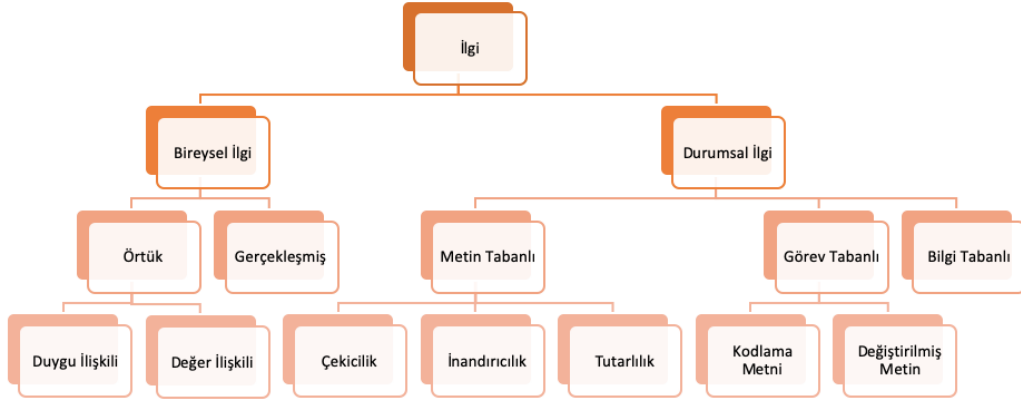 İlgi
Bireysel İlgi
Durumsal İlgi
Örtük
Gerçekleşmiş
Metin Tabanlı
Görev Tabanlı
Bilgi Tabanlı
Duygu İlişkili
Değer İlişkili
Çekicilik
İnandırıcılık
Tutarlılık
Kodlama
Metni
Değiştirilmiş
Metin